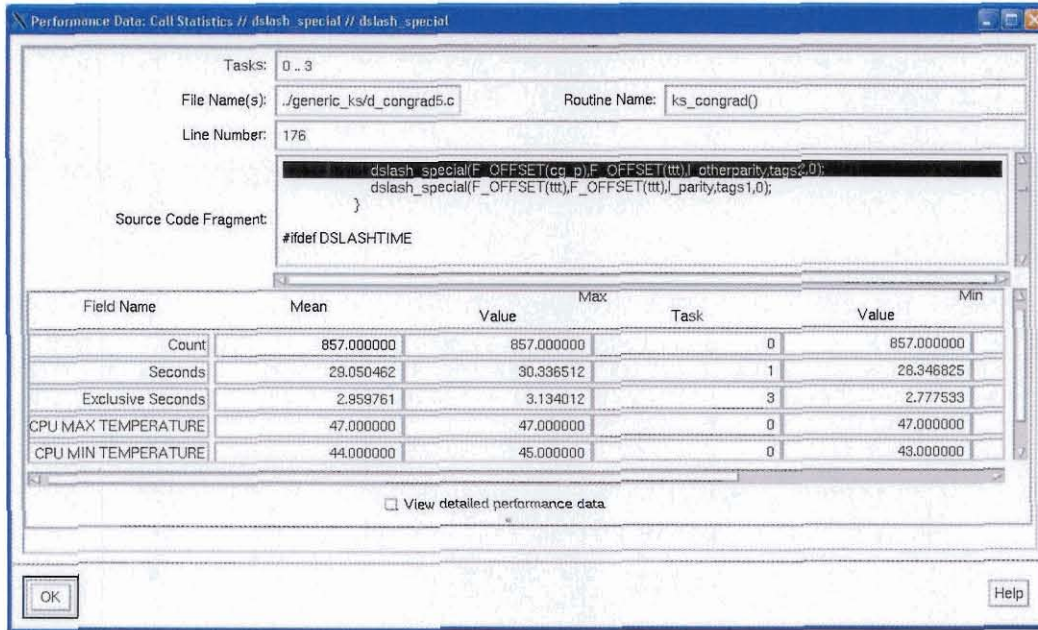 Performance Data: Call Statistics // dslash_special // dslash_special
Tasks: 0 .. 3
File Name(s): ../generic_ks/d_congrad5.c Routine Name: ks_congrad()
Line Number: 176
Source Code Fragment:
dslash_special(F_OFFSET(cg_p),F_OFFSET(ttt),l_otherparity,tags2,0);
dslash_special(F_OFFSET(ttt),F_OFFSET(ttt),l_parity,tags1,0);
}
#ifdef DSLASHTIME
Max Min
Field Name Mean Value Task Value
Count 857.000000 857.000000 0 857.000000
Seconds 29.050462 30.336512 1 28.346825
Exclusive Seconds 2.959761 3.134012 3 2.777533
CPU MAX TEMPERATURE 47.000000 47.000000 0 47.000000
CPU MIN TEMPERATURE 44.000000 45.000000 0 43.000000
View detailed performance data
OK Help